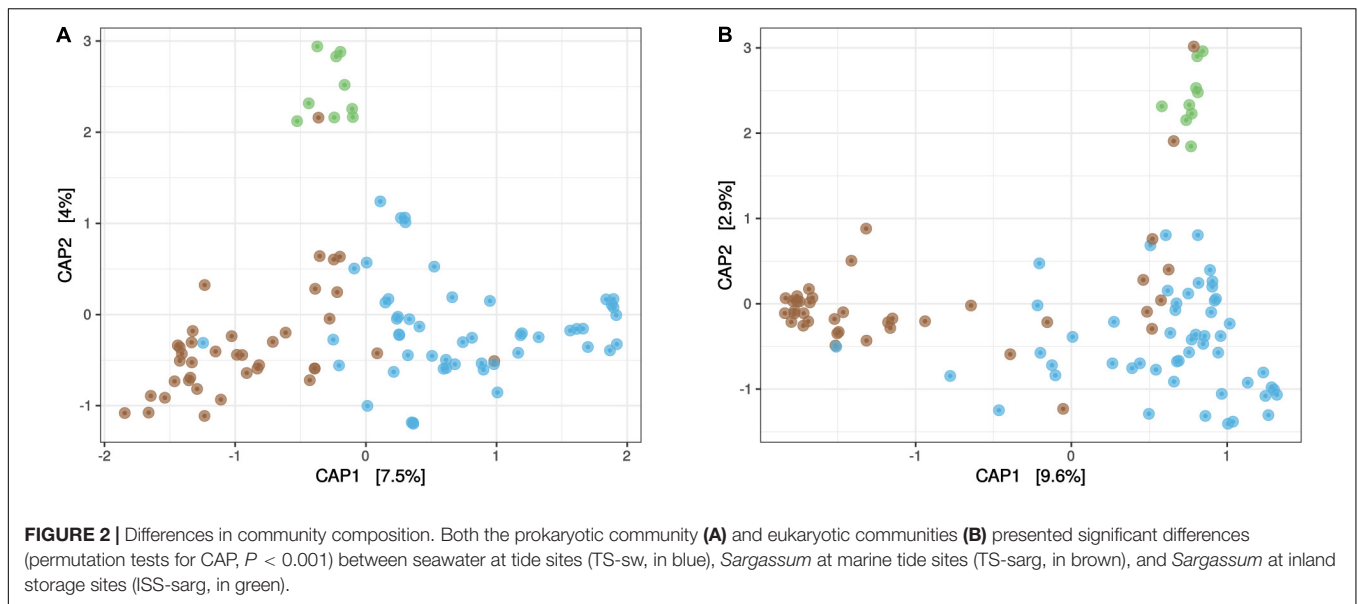 A
B
3
2
1
0
-1
CAP2 [4%]
-2
-1
0
1
2
CAP1 [7.5%]
3
2
1
0
-1
CAP2 [2.9%]
-1
0
1
CAP1 [9.6%]
FIGURE 2 | Differences in community composition. Both the prokaryotic community (A) and eukaryotic communities (B) presented significant differences
(permutation tests for CAP, P < 0.001) between seawater at tide sites (TS-sw, in blue), Sargassum at marine tide sites (TS-sarg, in brown), and Sargassum at inland
storage sites (ISS-sarg, in green).